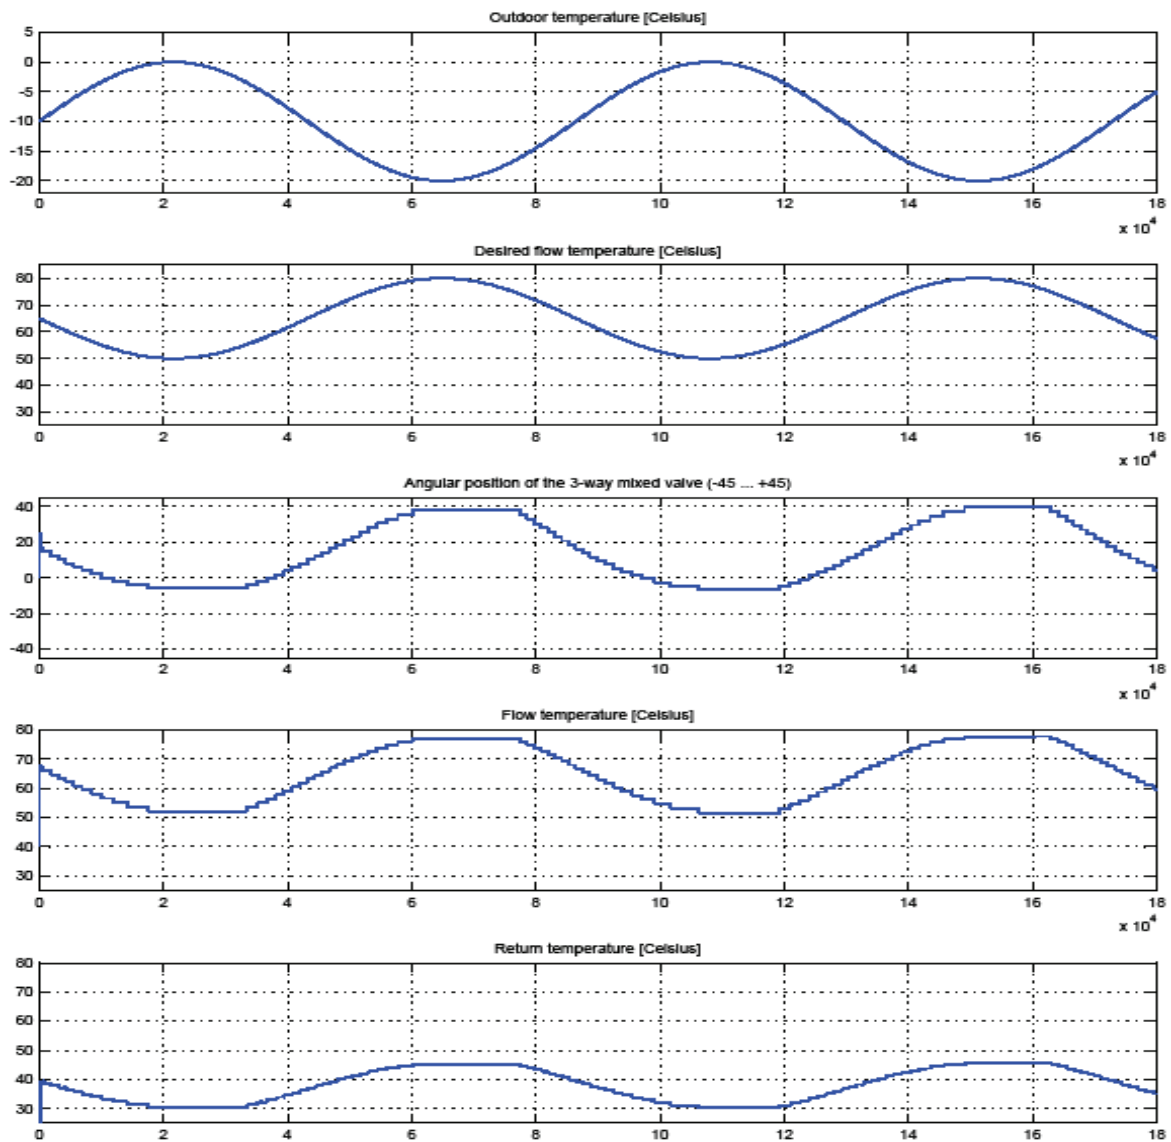 Outdoor temperature [Celsius]
5
0
-5
-10
-15
-20
0 2 4 6 8 10 12 14 16 18
x 10^4
Desired flow temperature [Celsius]
80
70
60
50
40
30
0 2 4 6 8 10 12 14 16 18
x 10^4
Angular position of the 3-way mixed valve (-45 ... +45)
40
20
0
-20
-40
0 2 4 6 8 10 12 14 16 18
x 10^4
Flow temperature [Celsius]
80
70
60
50
40
30
0 2 4 6 8 10 12 14 16 18
x 10^4
Return temperature [Celsius]
80
70
60
50
40
30
0 2 4 6 8 10 12 14 16 18